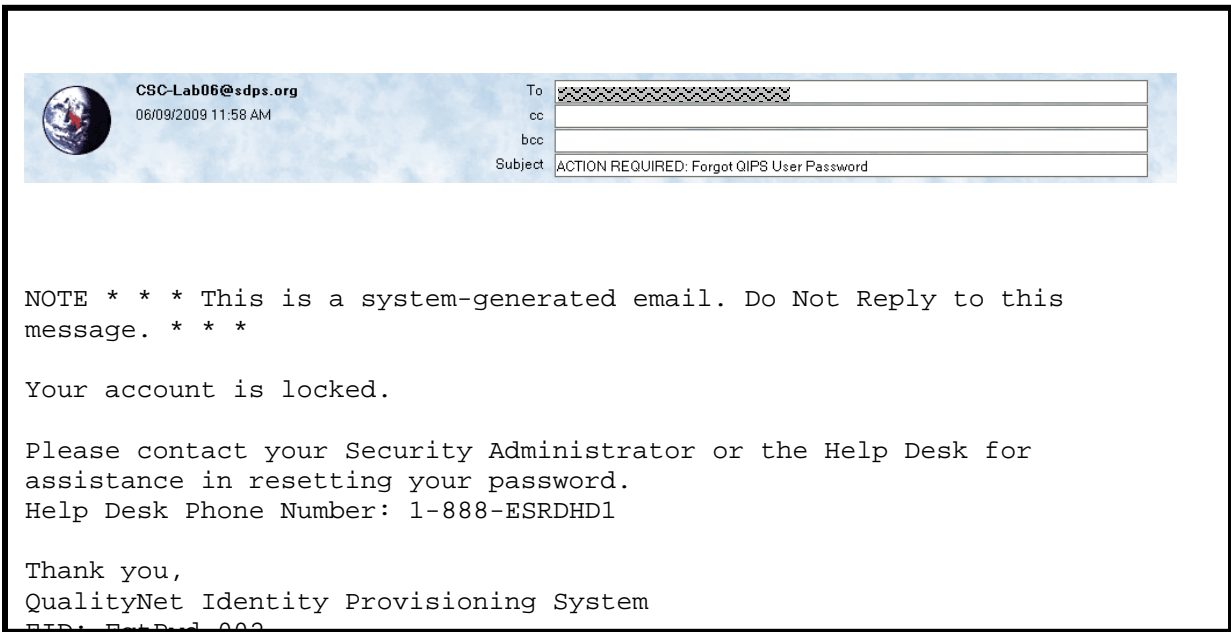 CSC-Lab06@sdps.org
06/09/2009 11:58 AM
To
cc
bcc
Subject ACTION REQUIRED: Forgot QIPS User Password
NOTE * * * This is a system-generated email. Do Not Reply to this
message. * * *
Your account is locked.
Please contact your Security Administrator or the Help Desk for
assistance in resetting your password.
Help Desk Phone Number: 1-888-ESRDHD1
Thank you,
QualityNet Identity Provisioning System